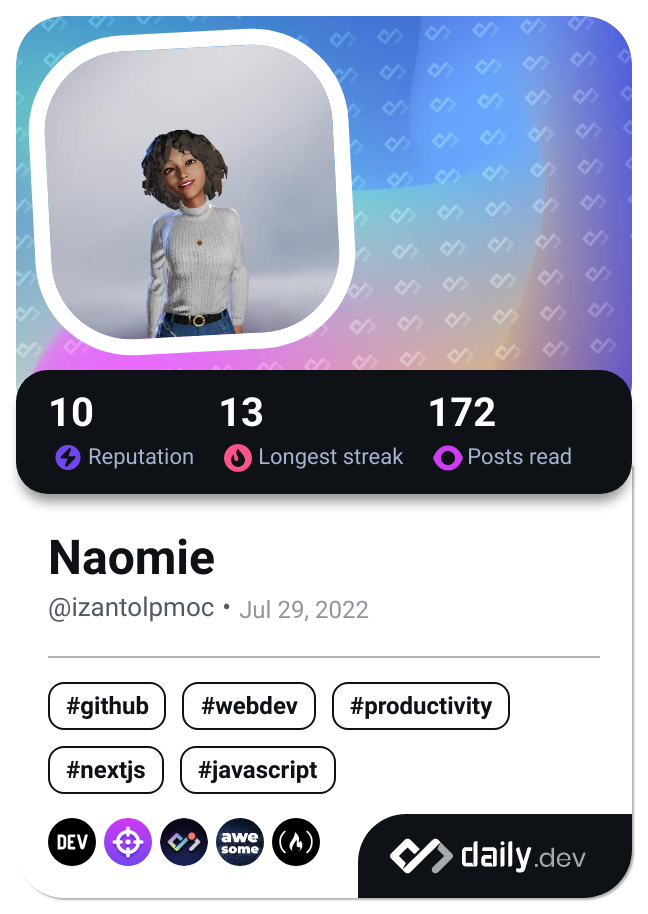 10 13 172
Reputation Longest streak Posts read
Naomie
@izantolpmoc • Jul 29, 2022
#github #webdev #productivity
#nextjs #javascript
DEV awe some daily.dev